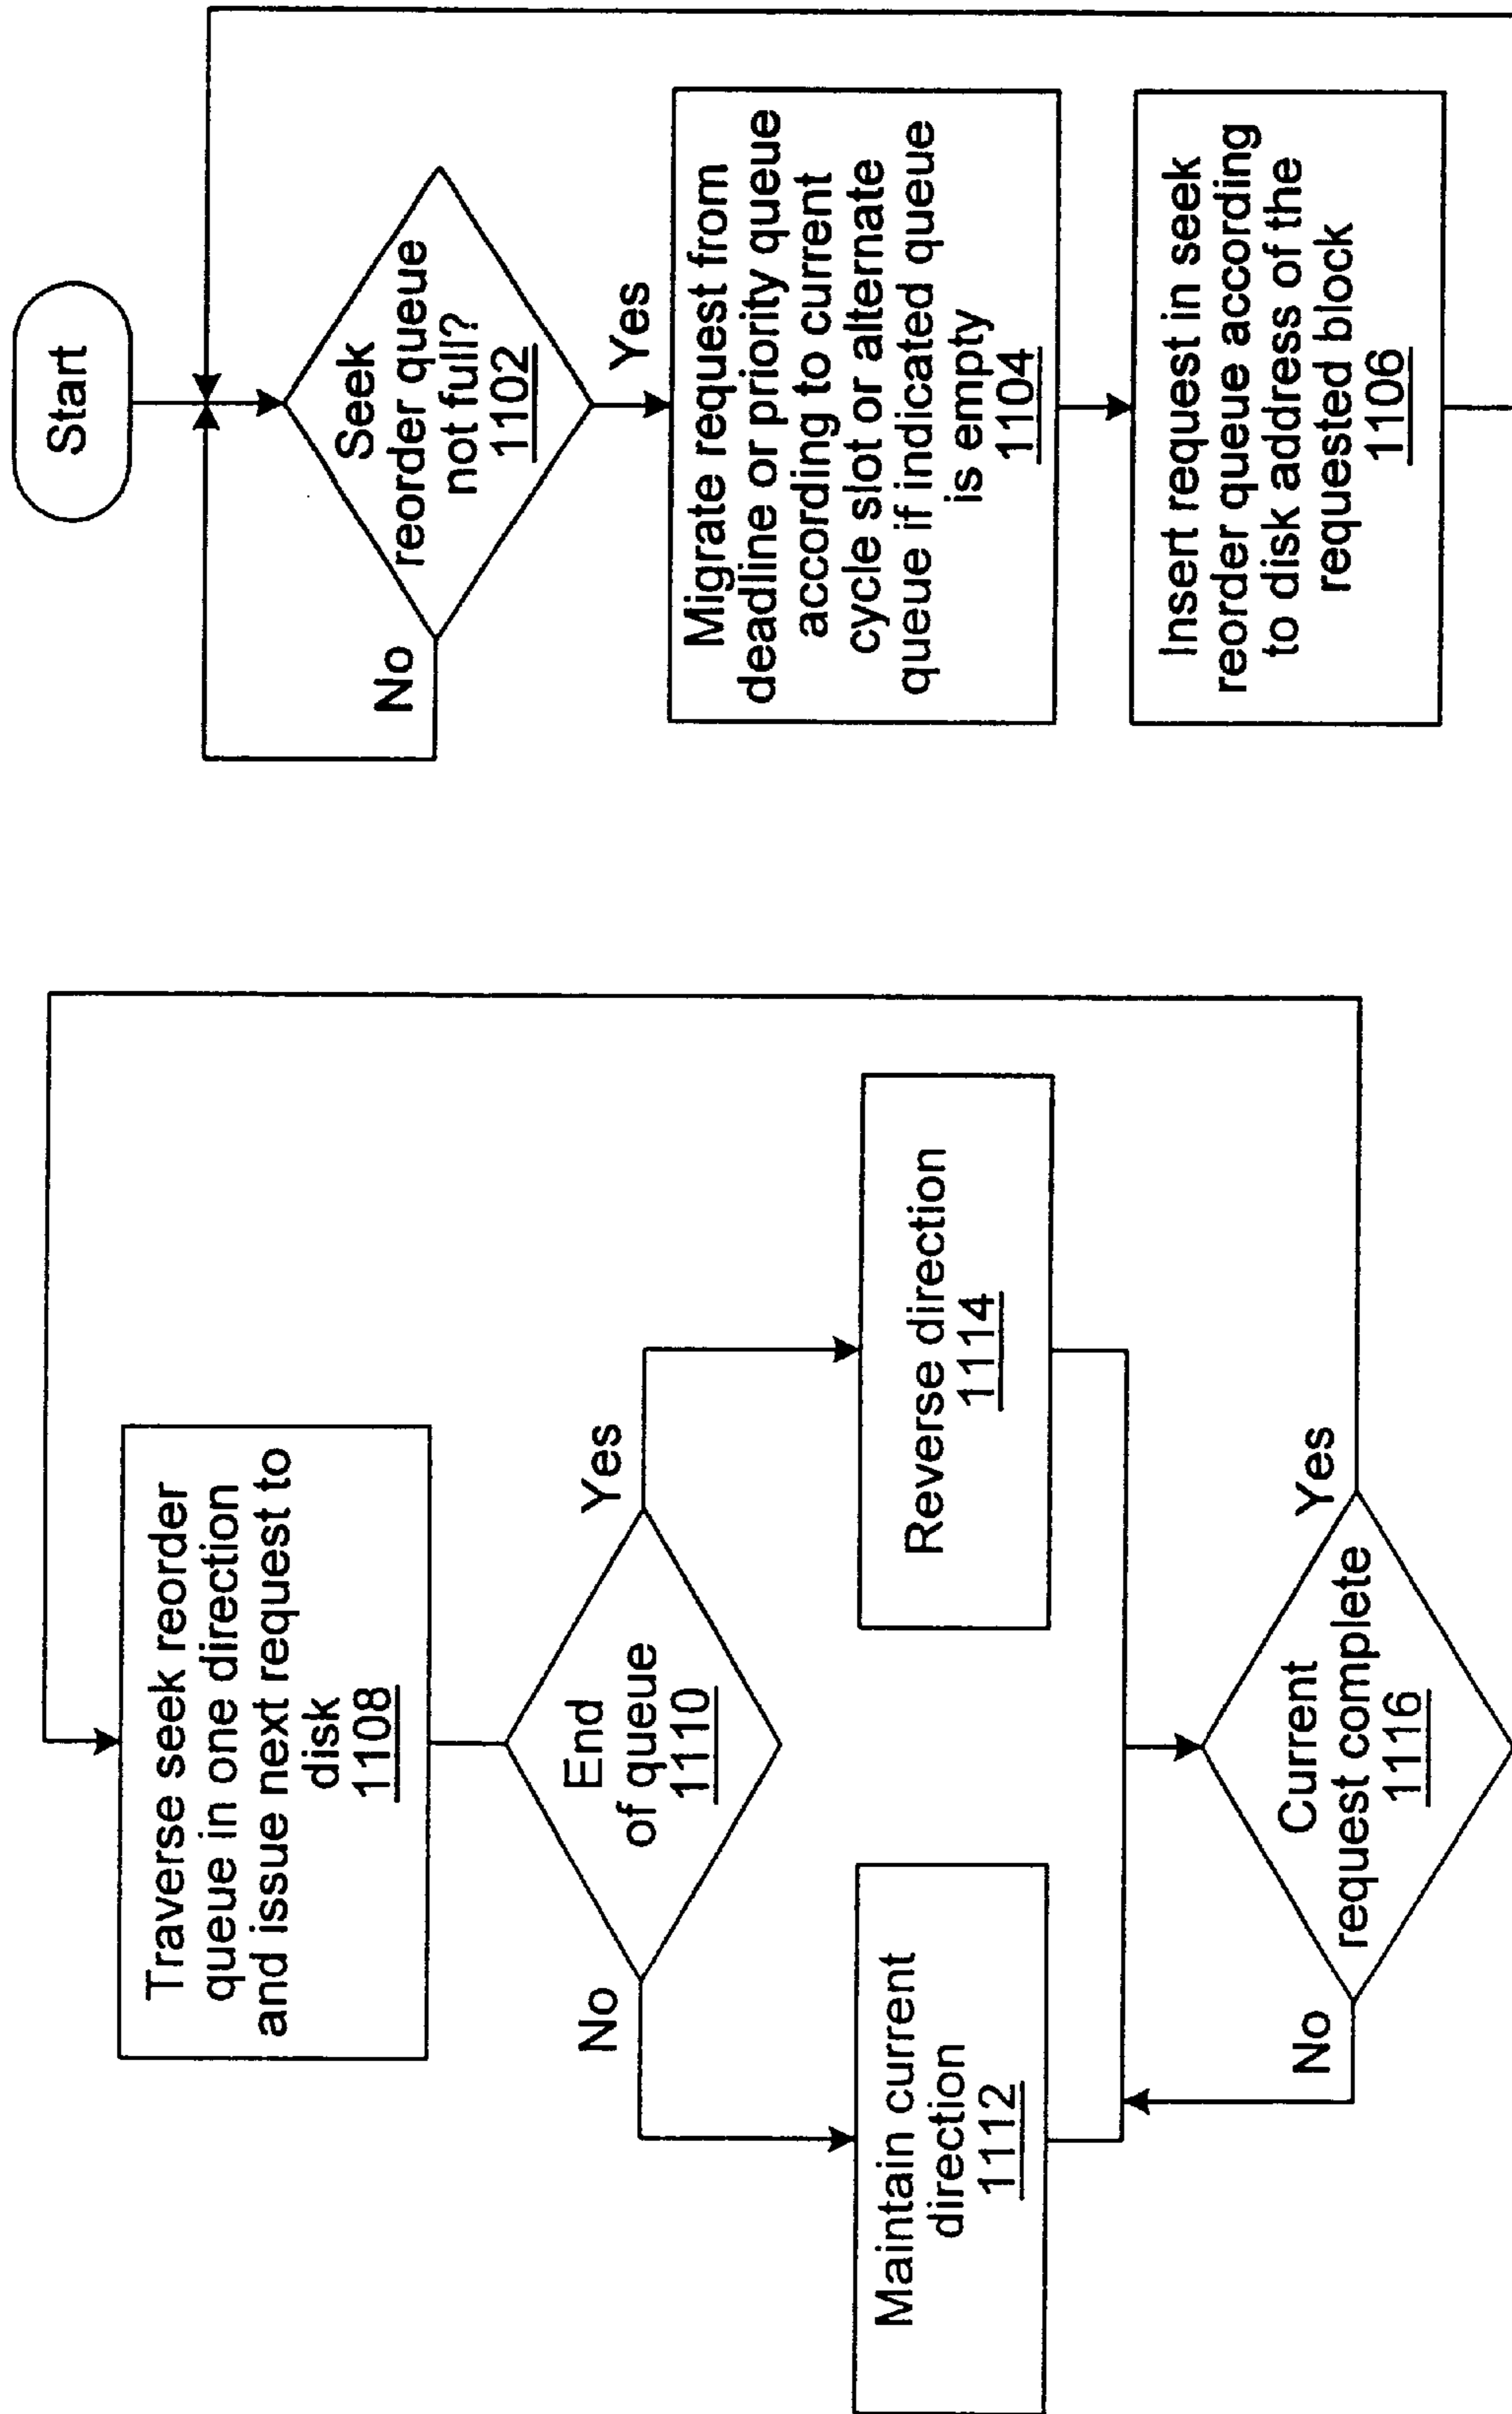 Start
Seek
reorder queue
not full?
1102
No
Yes
Migrate request from
deadline or priority queue
according to current
cycle slot or alternate
queue if indicated queue
is empty
1104
Insert request in seek
reorder queue according
to disk address of the
requested block
1106
Traverse seek reorder
queue in one direction
and issue next request to
disk
1108
End
of queue
1110
No
Yes
Maintain current
direction
1112
Reverse direction
1114
Current
request complete
1116
No
Yes